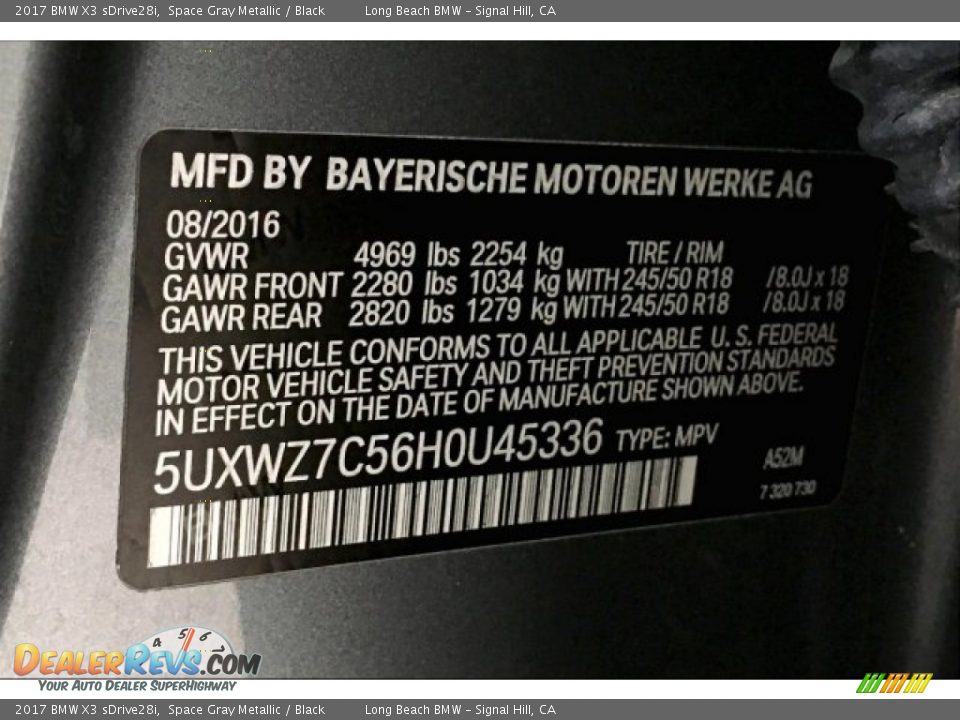 2017 BMW X3 sDrive28i, Space Gray Metallic / Black Long Beach BMW - Signal Hill, CA
MFD BY BAYERISCHE MOTOREN WERKE AG
08/2016
GVWR 4969 lbs 2254 kg TIRE / RIM
GAWR FRONT 2280 lbs 1034 kg WITH 245/50 R18 /8.0J x 18
GAWR REAR 2820 lbs 1279 kg WITH 245/50 R18 /8.0J x 18
THIS VEHICLE CONFORMS TO ALL APPLICABLE U. S. FEDERAL
MOTOR VEHICLE SAFETY AND THEFT PREVENTION STANDARDS
IN EFFECT ON THE DATE OF MANUFACTURE SHOWN ABOVE.
5UXWZ7C56H0U45336 TYPE: MPV
A52M
7 320 730
4 5 6
DealerRevs.com
Your Auto Dealer SuperHighway
2017 BMW X3 sDrive28i, Space Gray Metallic / Black Long Beach BMW - Signal Hill, CA